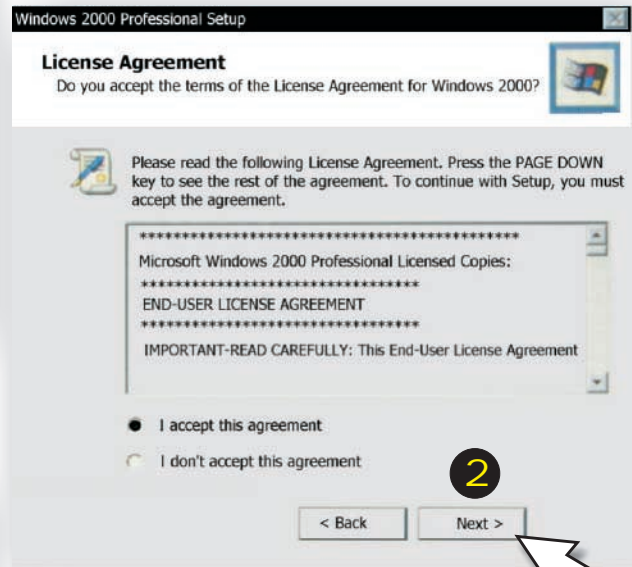 Windows 2000 Professional Setup
License Agreement
Do you accept the terms of the License Agreement for Windows 2000?
Please read the following License Agreement. Press the PAGE DOWN
key to see the rest of the agreement. To continue with Setup, you must
accept the agreement.
*********************************************
Microsoft Windows 2000 Professional Licensed Copies:
*********************************
END-USER LICENSE AGREEMENT
*********************************
IMPORTANT-READ CAREFULLY: This End-User License Agreement
I accept this agreement
I don't accept this agreement
2
< Back Next >